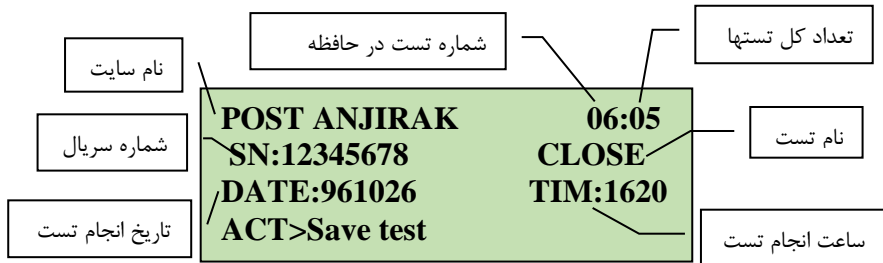 شماره تست در حافظه
تعداد کل تستها
نام سایت
POST ANJIRAK 06:05
شماره سریال
SN:12345678 CLOSE
نام تست
DATE:961026 TIM:1620
تاریخ انجام تست
ACT>Save test
ساعت انجام تست